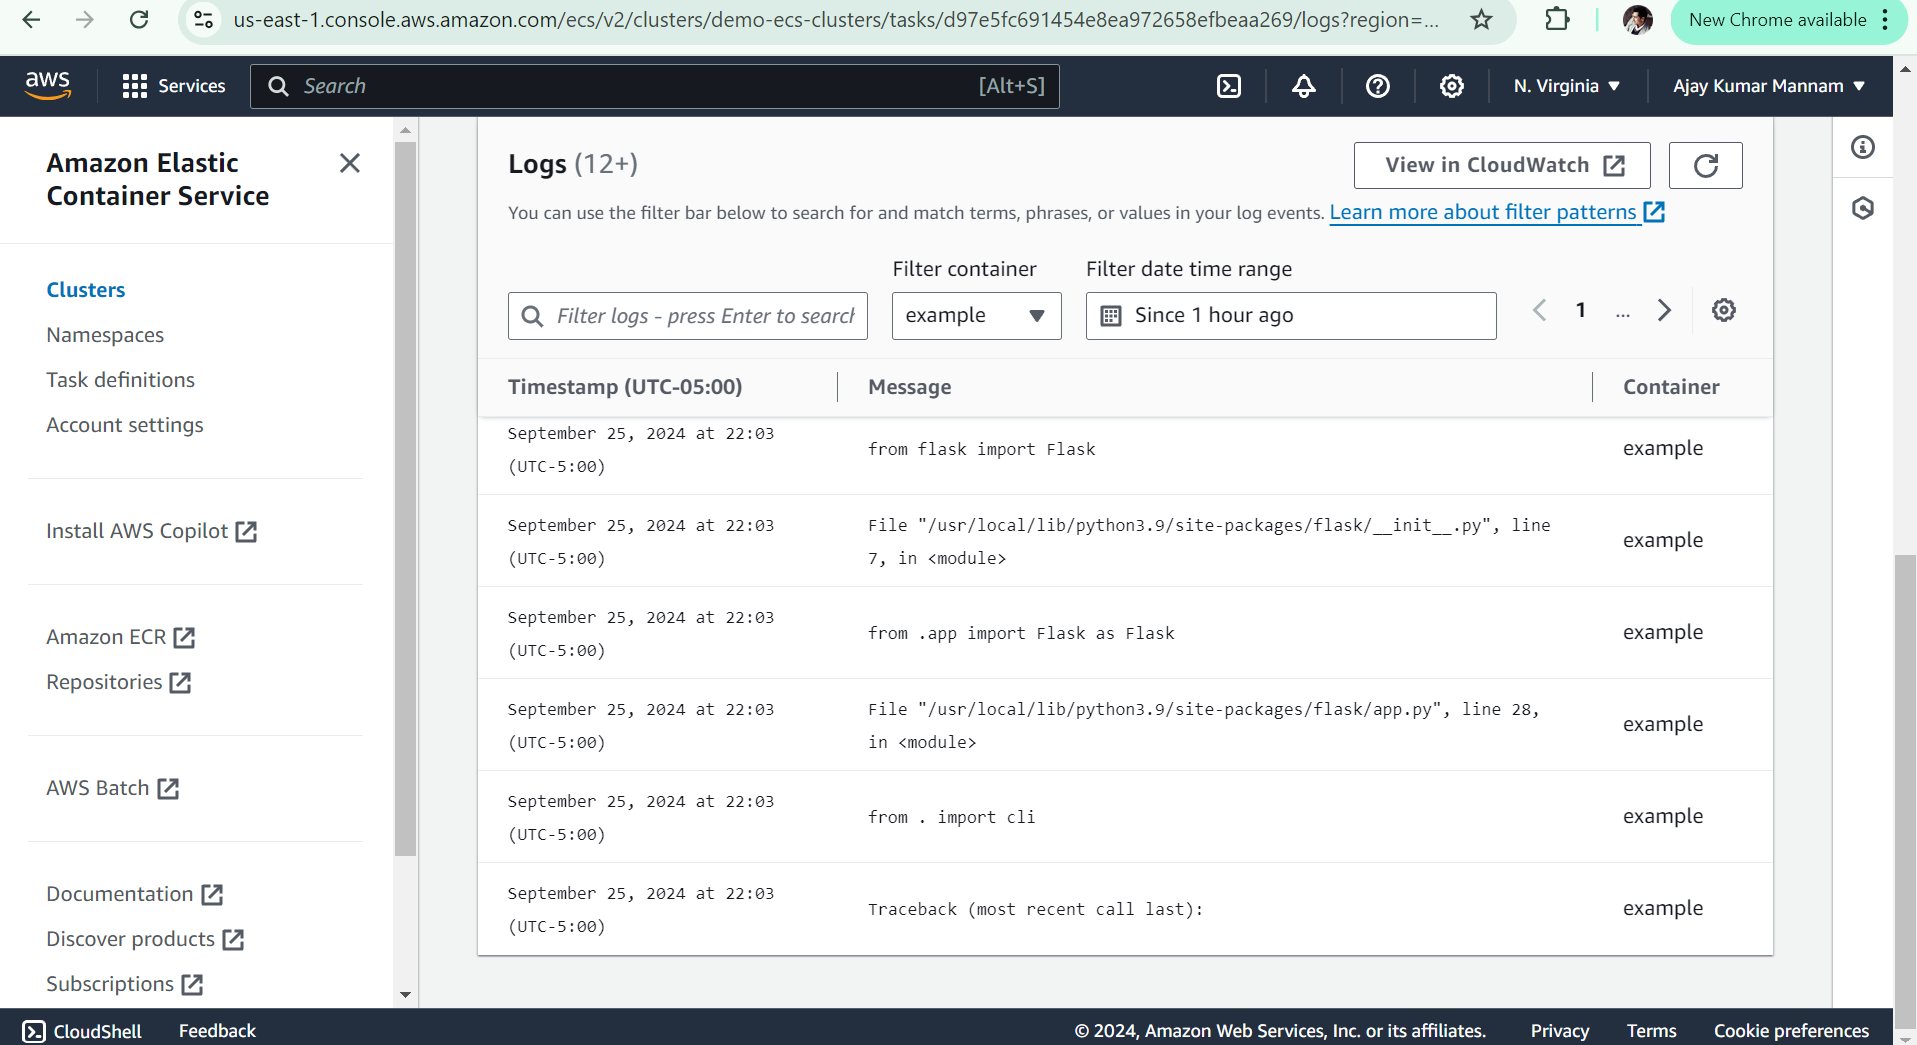 us-east-1.console.aws.amazon.com/ecs/v2/clusters/demo-ecs-clusters/tasks/d97e5fc691454e8ea972658efbeaa269/logs?region=...
New Chrome available
aws
Services
Search
[Alt+S]
N. Virginia
Ajay Kumar Mannam
Amazon Elastic
Container Service
Clusters
Namespaces
Task definitions
Account settings
Install AWS Copilot
Amazon ECR
Repositories
AWS Batch
Documentation
Discover products
Subscriptions
Logs (12+)
View in CloudWatch
You can use the filter bar below to search for and match terms, phrases, or values in your log events. Learn more about filter patterns
Filter container
Filter date time range
Filter logs - press Enter to search
example
Since 1 hour ago
1
...
Timestamp (UTC-05:00)
Message
Container
September 25, 2024 at 22:03
(UTC-5:00)
from flask import Flask
example
September 25, 2024 at 22:03
(UTC-5:00)
File "/usr/local/lib/python3.9/site-packages/flask/__init__.py", line
7, in <module>
example
September 25, 2024 at 22:03
(UTC-5:00)
from .app import Flask as Flask
example
September 25, 2024 at 22:03
(UTC-5:00)
File "/usr/local/lib/python3.9/site-packages/flask/app.py", line 28,
in <module>
example
September 25, 2024 at 22:03
(UTC-5:00)
from . import cli
example
September 25, 2024 at 22:03
(UTC-5:00)
Traceback (most recent call last):
example
CloudShell
Feedback
© 2024, Amazon Web Services, Inc. or its affiliates.
Privacy
Terms
Cookie preferences